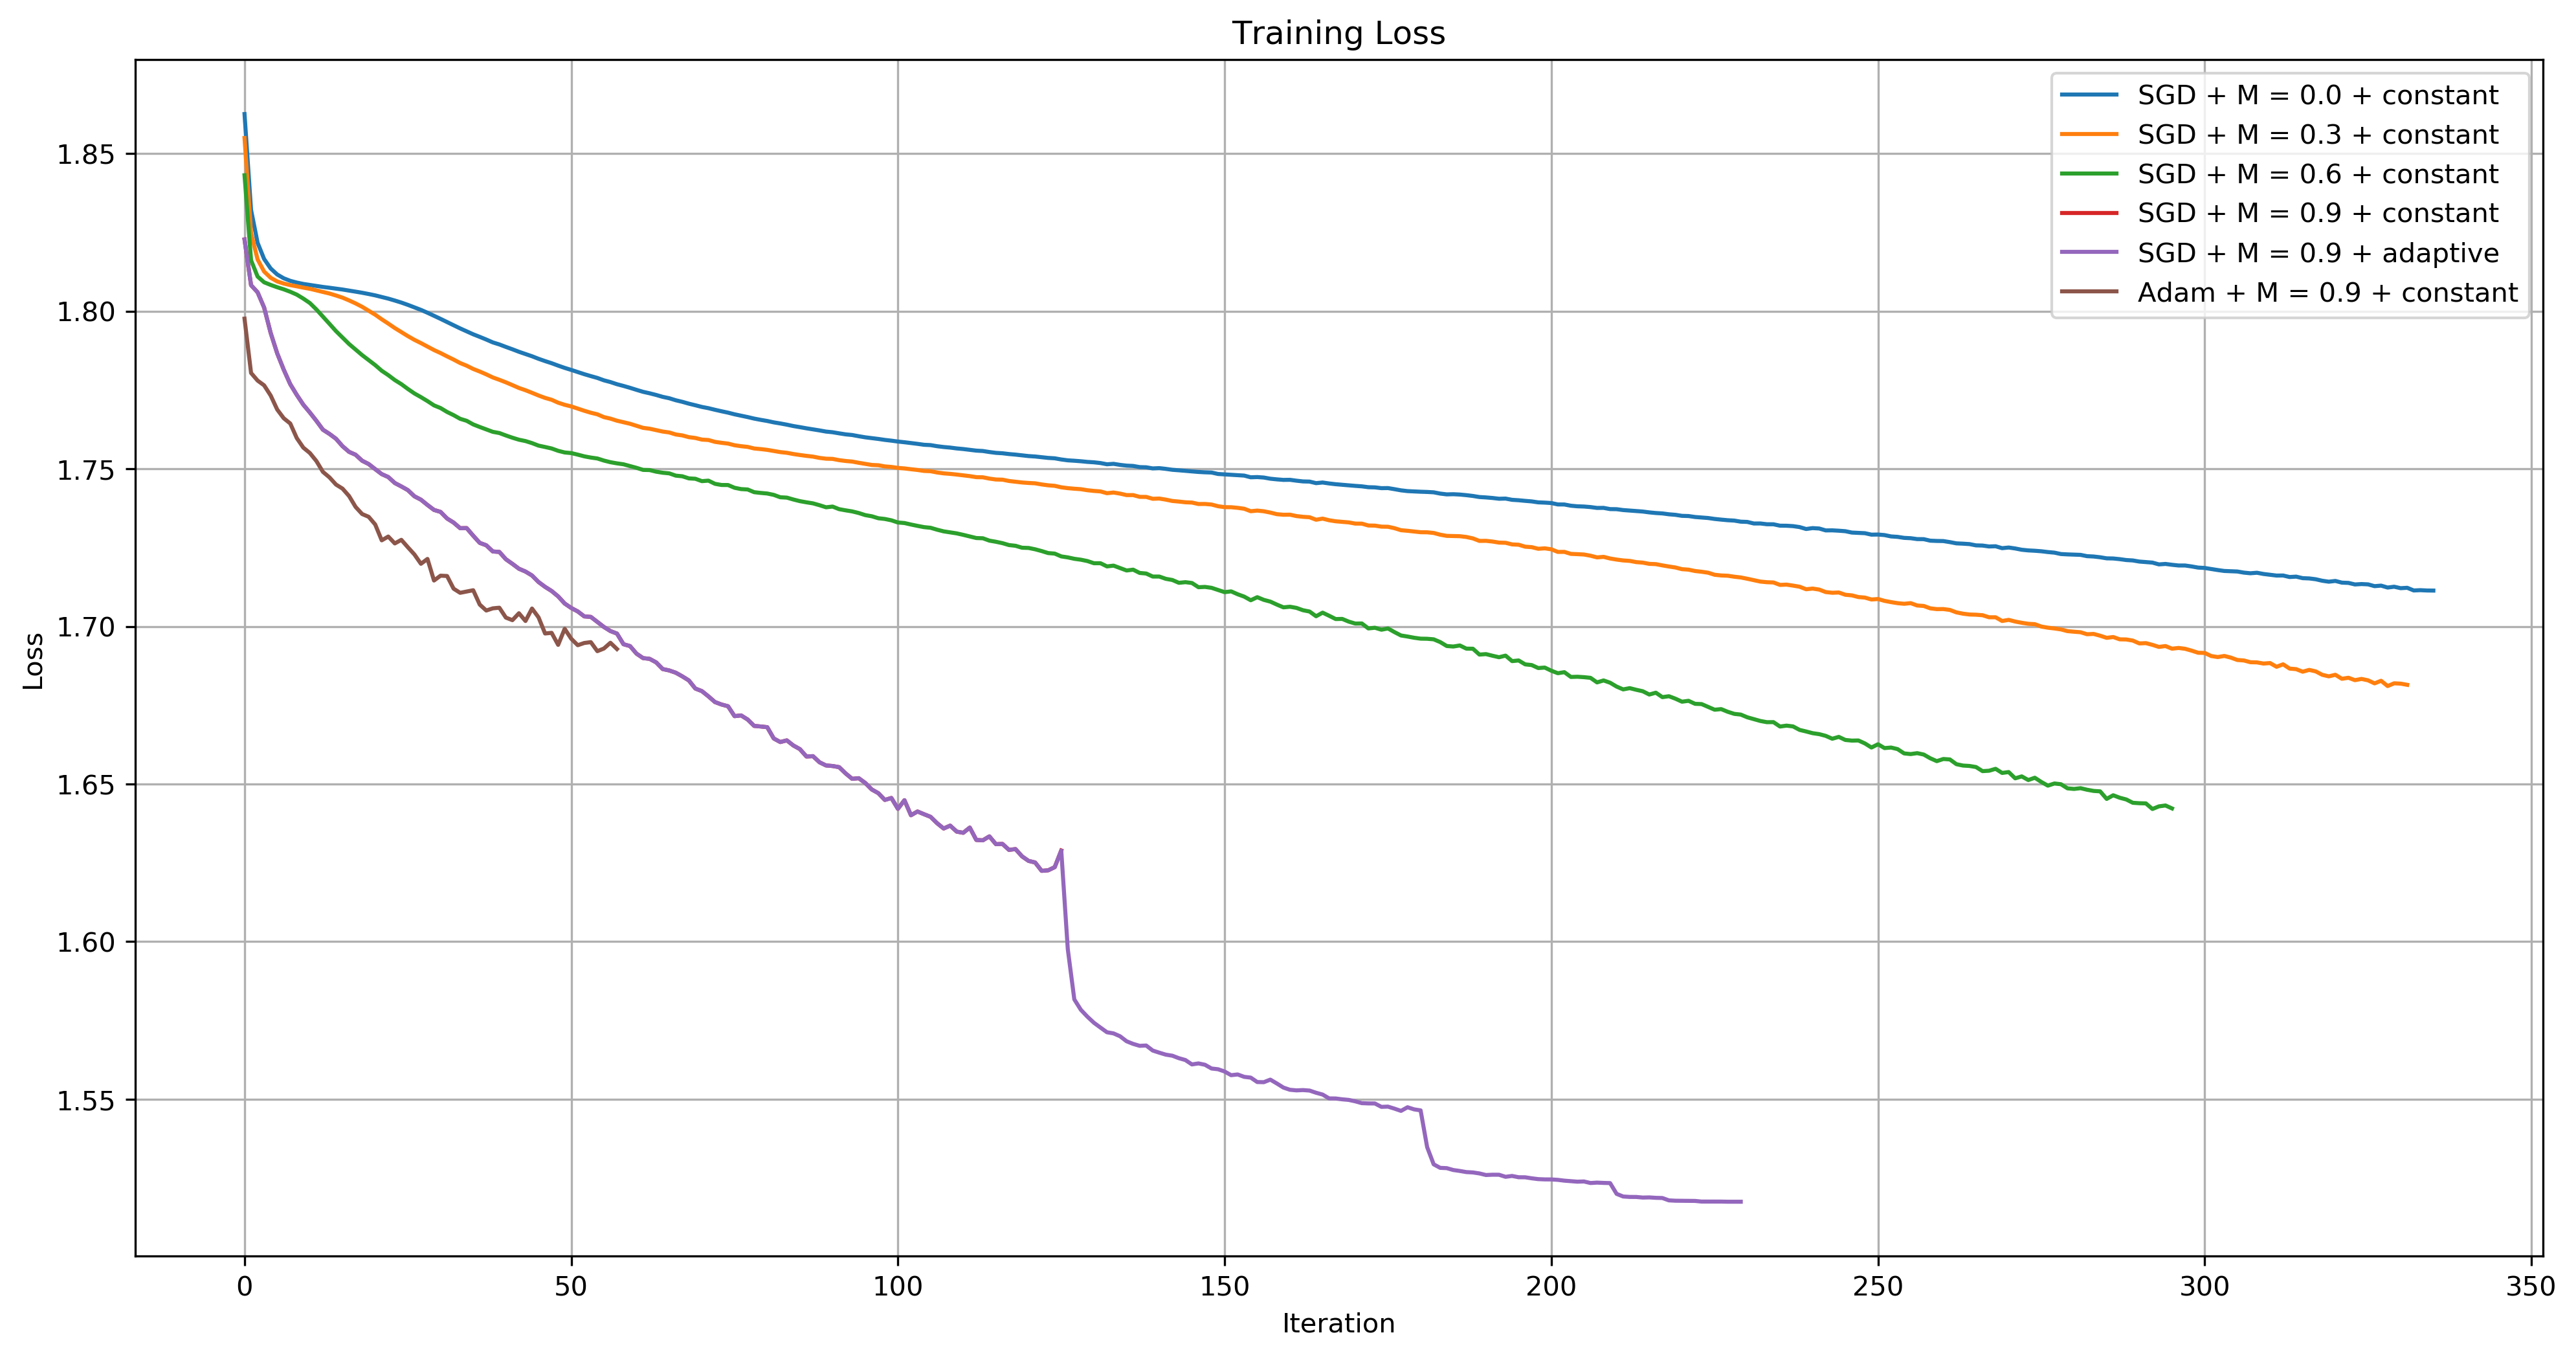 Training Loss
SGD + M = 0.0 + constant
SGD + M = 0.3 + constant
SGD + M = 0.6 + constant
SGD + M = 0.9 + constant
SGD + M = 0.9 + adaptive
Adam + M = 0.9 + constant
1.85
1.80
1.75
1.70
1.65
1.60
1.55
Loss
0 50 100 150 200 250 300 350
Iteration